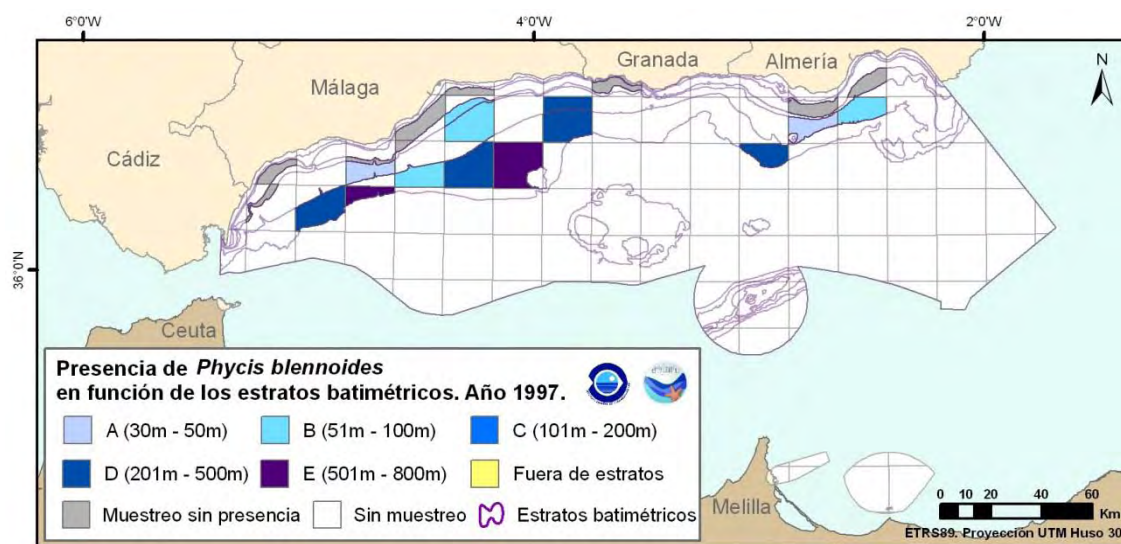 6°0'W 4°0'W 2°0'W
Granada Almería
Málaga
N
Cádiz
36°0'N
Ceuta
Presencia de Phycis blennoides
en función de los estratos batimétricos. Año 1997.
A (30m - 50m) B (51m - 100m) C (101m - 200m)
D (201m - 500m) E (501m - 800m) Fuera de estratos
Muestreo sin presencia Sin muestreo Estratos batimétricos
Melilla
0 10 20 40 60
Km
ETRS89. Proyección UTM Huso 30